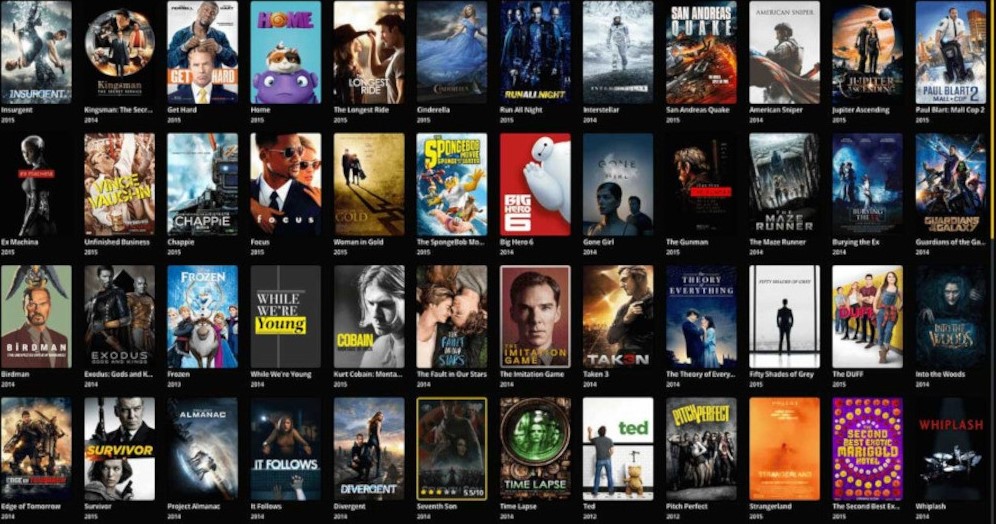 INSURGENT
Kingsman
THE SECRET SERVICE
GET HARD
HOME
THE LONGEST RIDE
CINDERELLA
RUN ALL NIGHT
INTERSTELLAR
SAN ANDREAS
QUAKE
AMERICAN SNIPER
JUPITER
ASCENDING
PAUL BLART
MALL COP 2
Insurgent
2015
Kingsman: The Secr...
2014
Get Hard
2015
Home
2015
The Longest Ride
2015
Cinderella
2015
Run All Night
2015
Interstellar
2014
San Andreas Quake
2015
American Sniper
2014
Jupiter Ascending
2015
Paul Blart: Mall Cop 2
2015
ex machina
VINCE
VAUGHN
CHAPPIE
focus
WOMAN IN
GOLD
SPONGEBOB
MOVIE
BIG
HERO
GONE
GIRL
THE
MAZE
RUNNER
BURYING
THE EX
GUARDIANS
OF THE
GALAXY
Ex Machina
2015
Unfinished Business
2015
Chappie
2015
Focus
2015
Woman in Gold
2015
The SpongeBob Mo...
2015
Big Hero 6
2014
Gone Girl
2014
The Gunman
2015
The Maze Runner
2014
Burying the Ex
2014
Guardians of the Ga...
2014
BIRDMAN
EXODUS
GODS AND KINGS
FROZEN
WHILE
WE'RE
Young
COBAIN
THE
FAULT
IN OUR
STARS
THE
IMITATION
GAME
TAK3N
THE
THEORY OF
EVERYTHING
FIFTY SHADES OF GREY
DUFF
INTO THE
WOODS
Birdman
2014
Exodus: Gods and K...
2014
Frozen
2013
While We're Young
2014
Kurt Cobain: Monta...
2015
The Fault in Our Stars
2014
The Imitation Game
2014
Taken 3
2014
The Theory of Every...
2014
Fifty Shades of Grey
2015
The DUFF
2015
Into the Woods
2014
EDGE OF TOMORROW
SURVIVOR
PROJECT
ALMANAC
IT FOLLOWS
DIVERGENT
5.5/10
TIME LAPSE
ted
PITCH PERFECT
STRANGERLAND
THE
SECOND
BEST EXOTIC
MARIGOLD
HOTEL
WHIPLASH
Edge of Tomorrow
2014
Survivor
2015
Project Almanac
2015
It Follows
2014
Divergent
2014
Seventh Son
2014
Time Lapse
2014
Ted
2012
Pitch Perfect
2012
Strangerland
2015
The Second Best Ex...
2015
Whiplash
2014